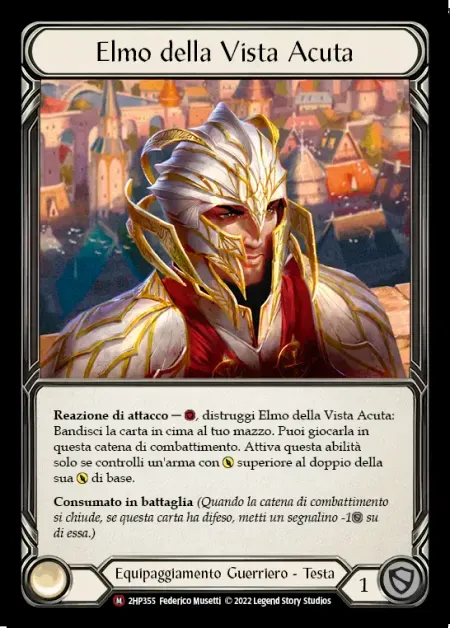 Elmo della Vista Acuta
Reazione di attacco — , distruggi Elmo della Vista Acuta:
Bandisci la carta in cima al tuo mazzo. Puoi giocarla in
questa catena di combattimento. Attiva questa abilità
solo se controlli un'arma con superiore al doppio della
sua di base.
Consumato in battaglia (Quando la catena di combattimento
si chiude, se questa carta ha difeso, metti un segnalino -1 su
di essa.)
Equipaggiamento Guerriero - Testa
1
M 2HP355 Federico Musetti © 2022 Legend Story Studios